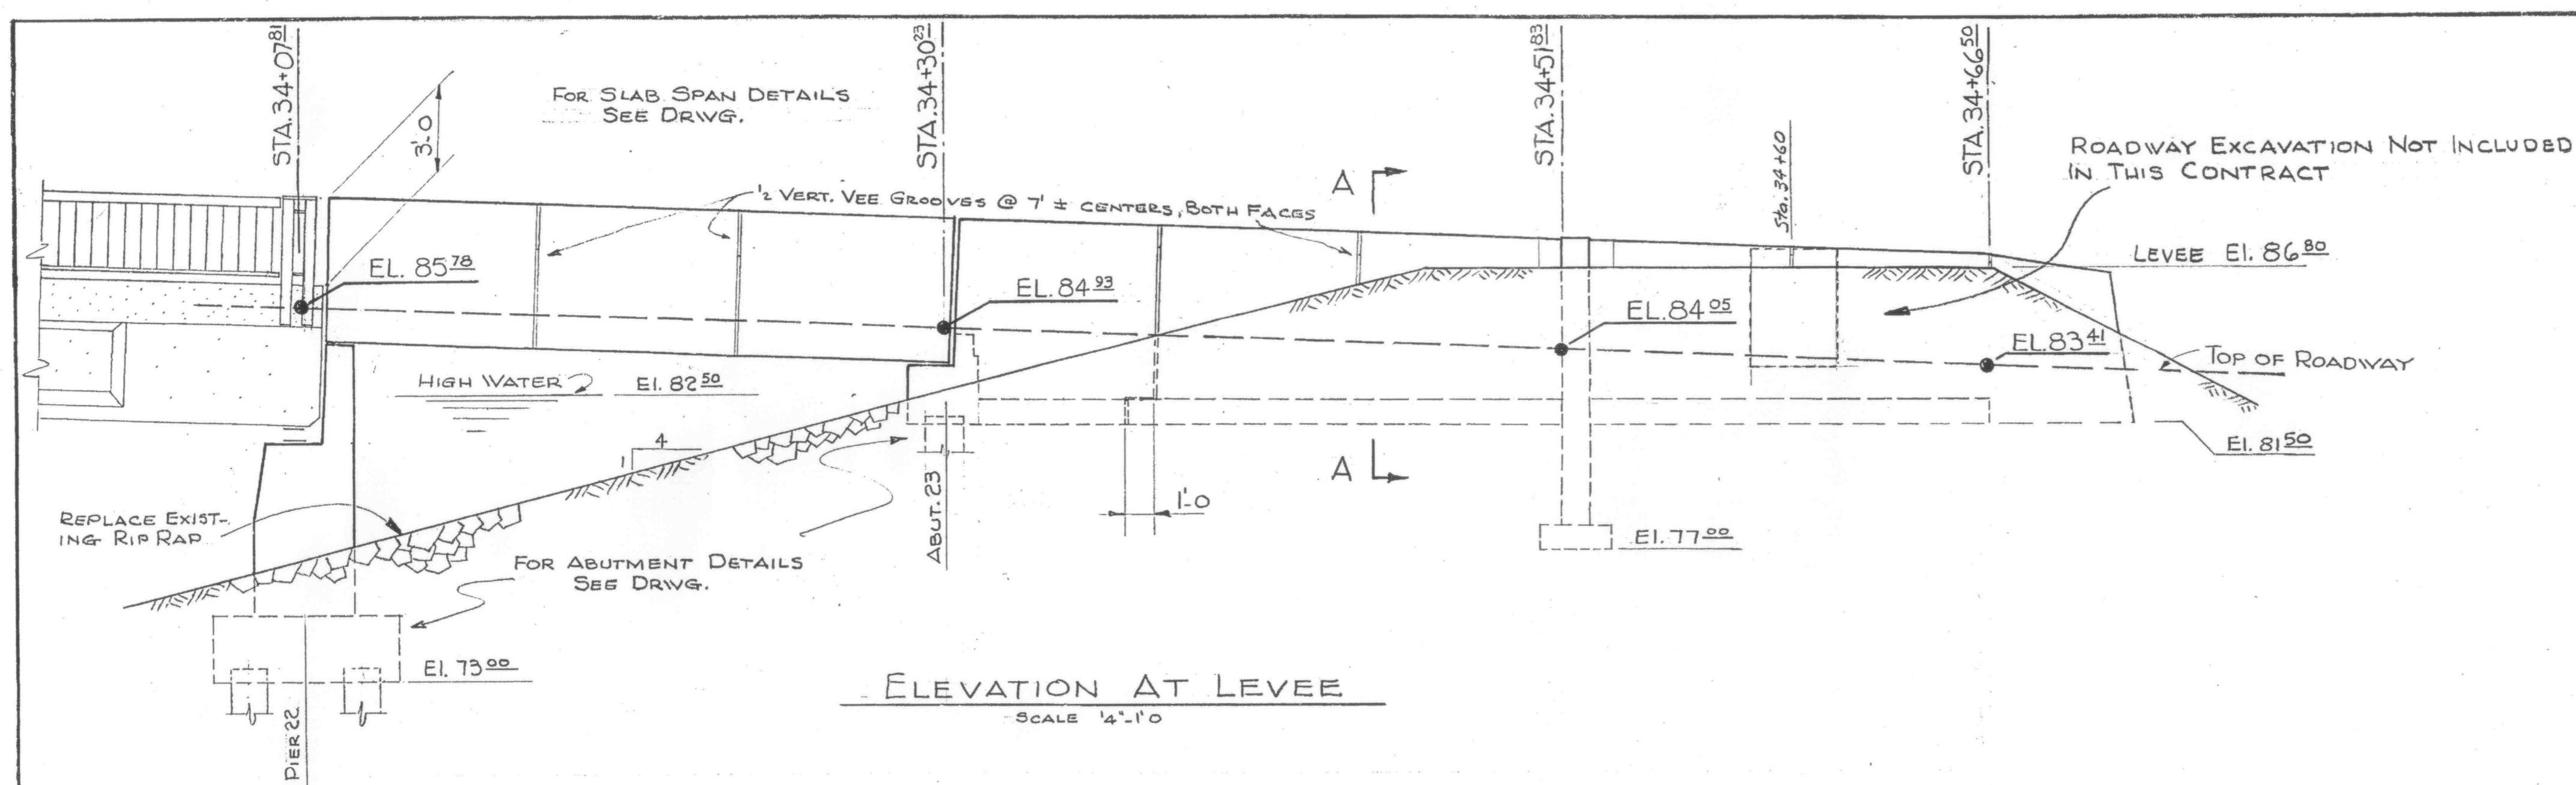 STA. 34+07 81
STA. 34+30 23
STA. 34+51 83
STA. 34+66 50
FOR SLAB SPAN DETAILS
SEE DRWG.
3'-0
Sta. 34+60
ROADWAY EXCAVATION NOT INCLUDED
IN THIS CONTRACT
A
1/2 VERT. VEE GROOVES @ 7' ± CENTERS, BOTH FACES
LEVEE El. 86 80
EL. 85 78
EL. 84 93
EL. 84 05
EL. 83 41
TOP OF ROADWAY
HIGH WATER
El. 82 50
4
1
A
El. 81 50
1'-0
ABUT. 23
REPLACE EXIST-
ING RIP RAP
FOR ABUTMENT DETAILS
SEE DRWG.
El. 77 00
El. 73 00
PIER 22
ELEVATION AT LEVEE
SCALE 1/4"-1'0